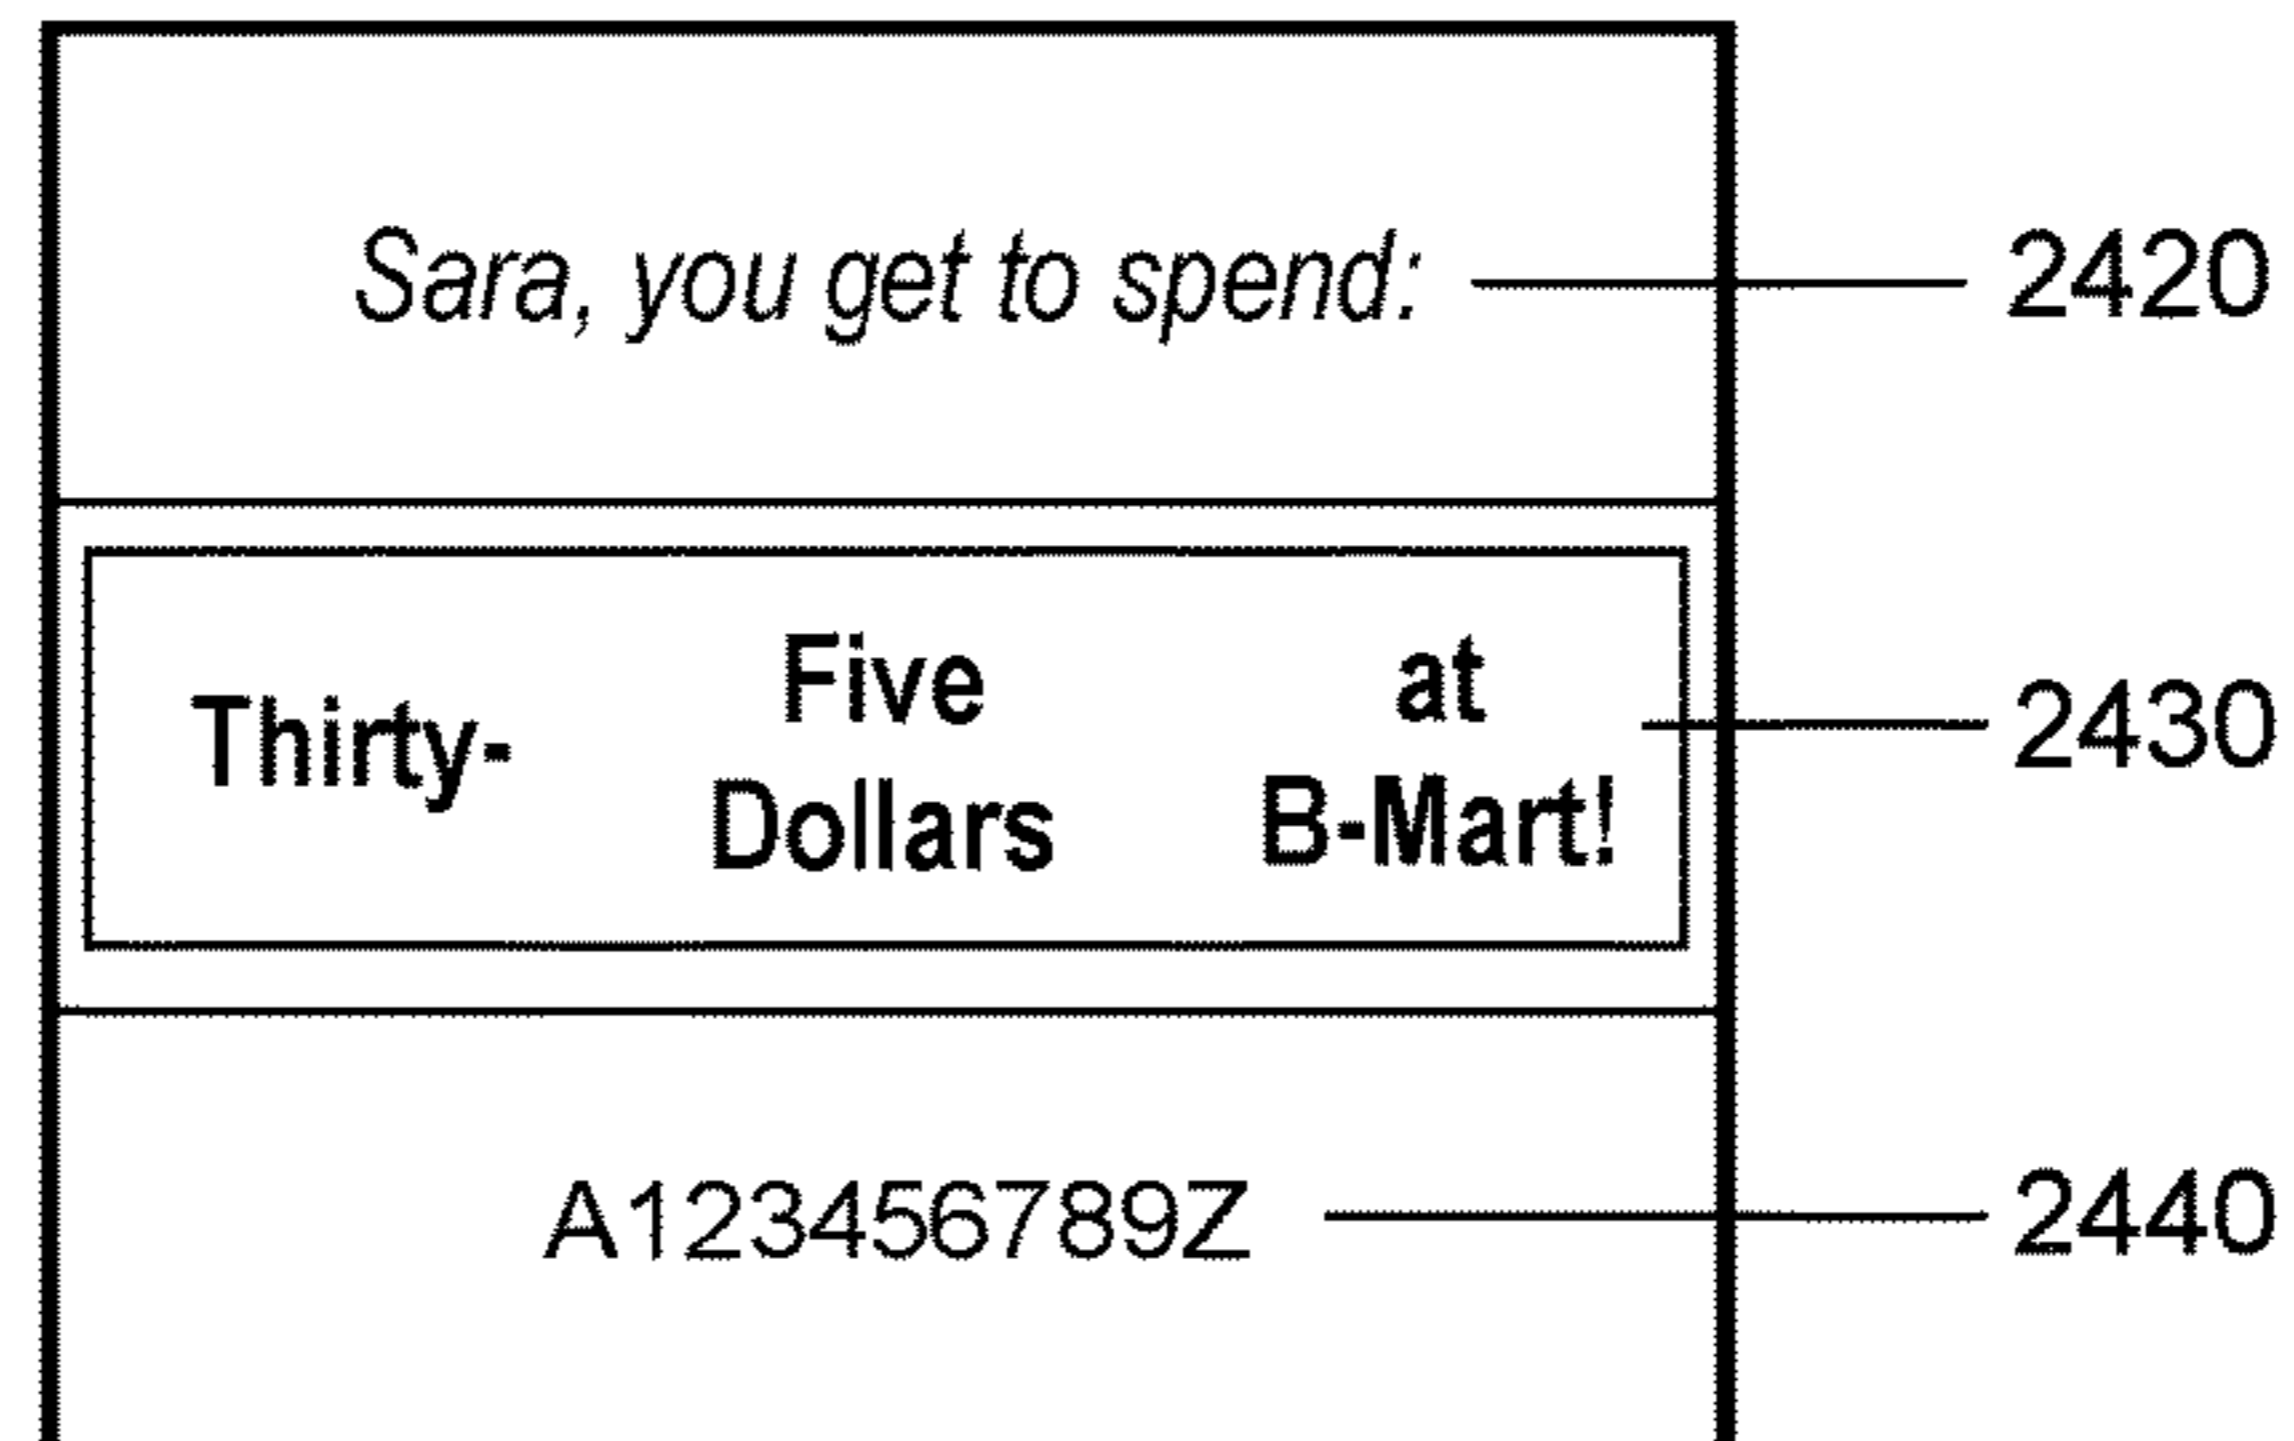 Sara, you get to spend: 2420
Thirty- Five Dollars at B-Mart! 2430
A123456789Z 2440